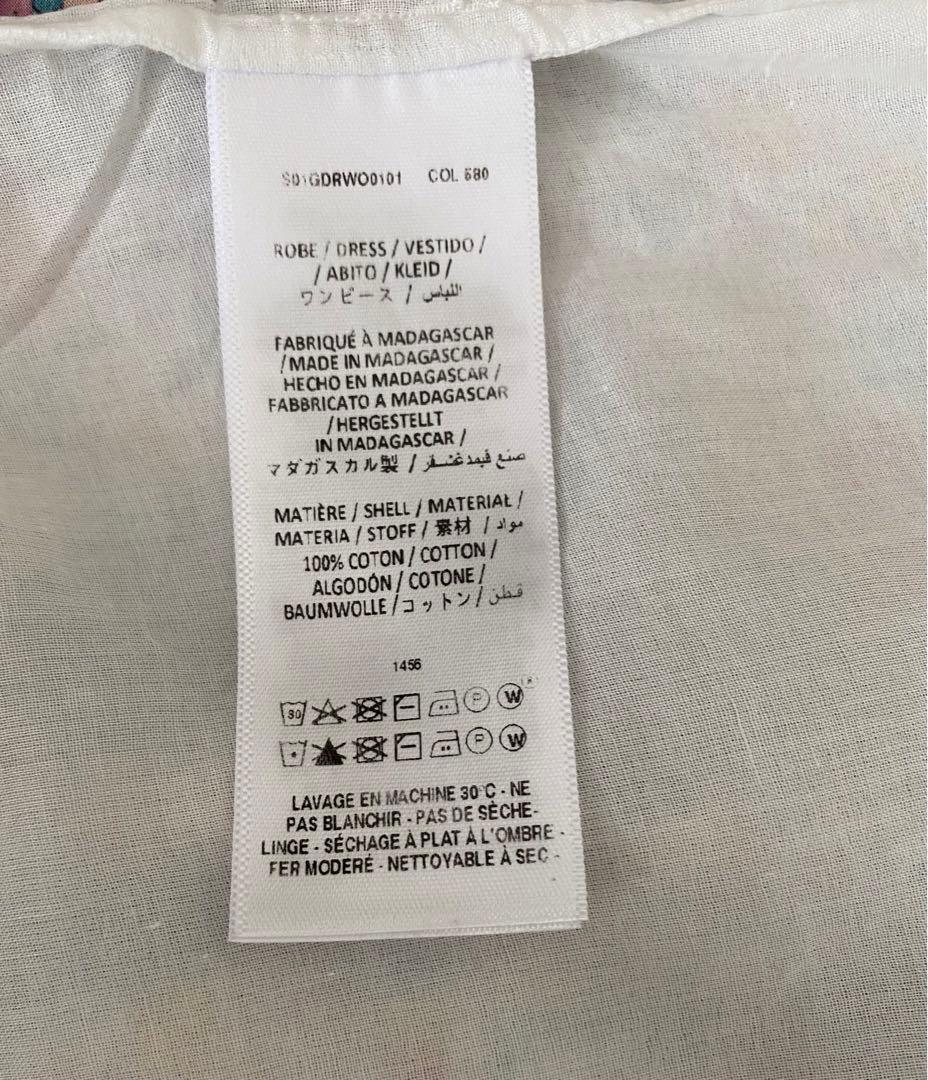 S01GDRWO0101 COL 680
ROBE / DRESS / VESTIDO /
/ ABITO / KLEID /
ワンピース / اللباس
FABRIQUÉ À MADAGASCAR
/ MADE IN MADAGASCAR /
HECHO EN MADAGASCAR /
FABBRICATO A MADAGASCAR
/ HERGESTELLT
IN MADAGASCAR /
マダガスカル製 / صنع فيمدغشقر
MATIÈRE / SHELL / MATERIAL /
MATERIA / STOFF / 素材 / مواد
100% COTON / COTTON /
ALGODÓN / COTONE /
BAUMWOLLE / コットン / قطن
1456
30 P W
P W
LAVAGE EN MACHINE 30°C - NE
PAS BLANCHIR - PAS DE SÈCHE-
LINGE - SÉCHAGE À PLAT À L'OMBRE -
FER MODERÉ - NETTOYABLE À SEC -